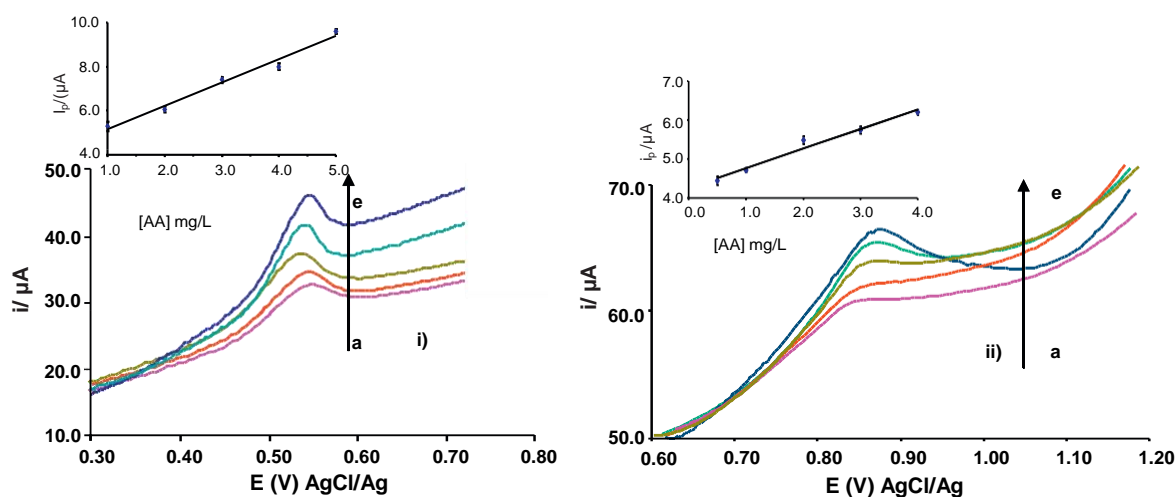 10.0
8.0
6.0
4.0
Iₚ/(µA
1.0 2.0 3.0 4.0 5.0
[AA] mg/L
50.0
40.0
30.0
20.0
10.0
i/ µA
e
a
i)
0.30 0.40 0.50 0.60 0.70 0.80
E (V) AgCl/Ag
7.0
6.0
5.0
4.0
iₚ/µA
0.0 1.0 2.0 3.0 4.0
[AA] mg/L
70.0
60.0
50.0
i/ µA
e
ii)
a
0.60 0.70 0.80 0.90 1.00 1.10 1.20
E (V) AgCl/Ag